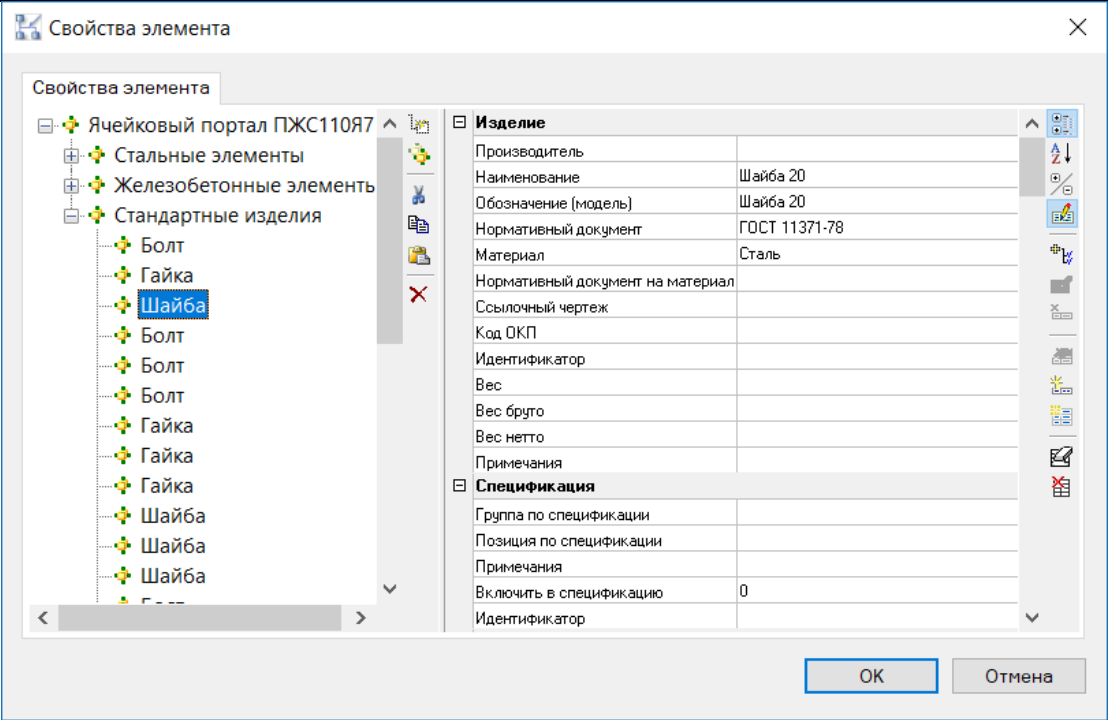 Свойства элемента
Свойства элемента
Ячейковый портал ПЖС110Я7
Стальные элементы
Железобетонные элементы
Стандартные изделия
Болт
Гайка
Шайба
Болт
Болт
Болт
Гайка
Гайка
Гайка
Шайба
Шайба
Шайба
Изделие
Производитель
Наименование Шайба 20
Обозначение (модель) Шайба 20
Нормативный документ ГОСТ 11371-78
Материал Сталь
Нормативный документ на материал
Ссылочный чертеж
Код ОКП
Идентификатор
Вес
Вес бруто
Вес нетто
Примечания
Спецификация
Группа по спецификации
Позиция по спецификации
Примечания
Включить в спецификацию 0
Идентификатор
OK Отмена